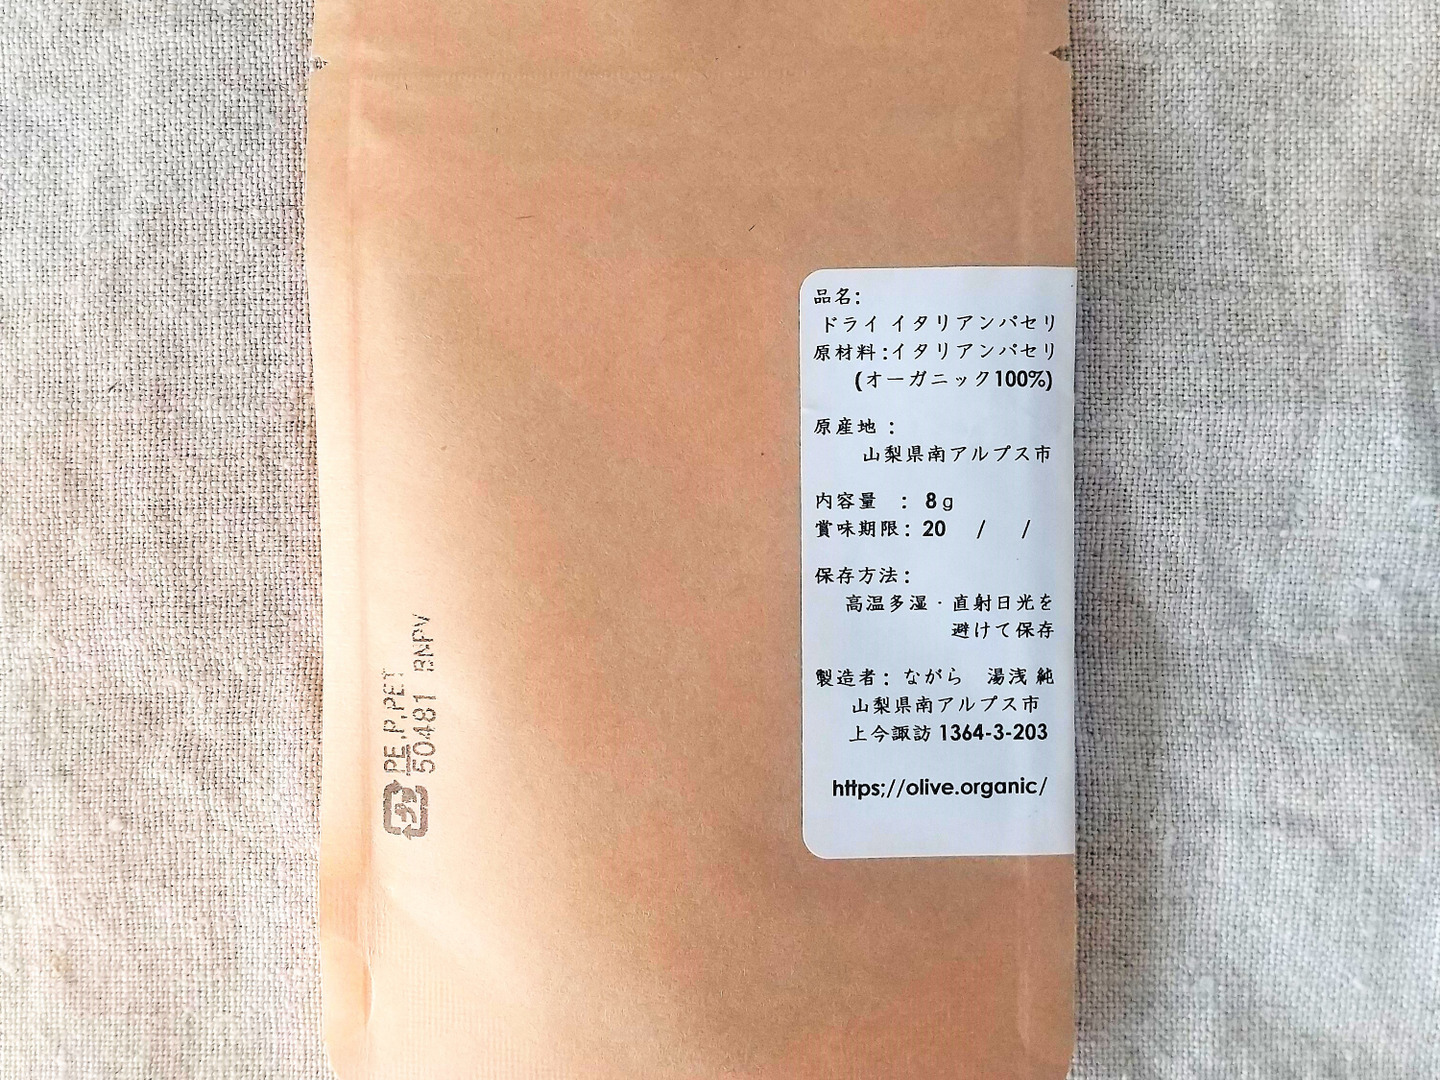 品名:
ドライ イタリアンパセリ
原材料:イタリアンパセリ
(オーガニック100%)
原産地 :
山梨県南アルプス市
内容量 : 8g
賞味期限: 20 / /
保存方法:
高温多湿・直射日光を
避けて保存
製造者: ながら 湯浅 純
山梨県南アルプス市
上今諏訪 1364-3-203
https;//olive.organic/
PE,P,PET
50481 BNPV